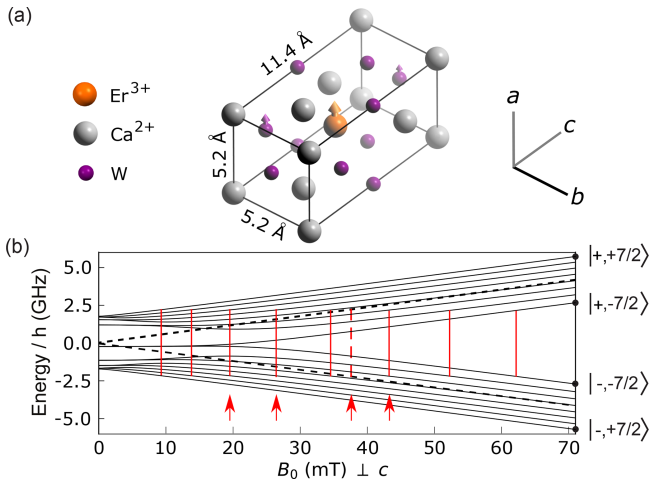 (a)
11.4 Å
Er³⁺
Ca²⁺
W
5.2 Å
5.2 Å
a
c
b
(b)
Energy / h (GHz)
5.0
2.5
0.0
-2.5
-5.0
|+,+7/2⟩
|+,-7/2⟩
|-,-7/2⟩
|-,+7/2⟩
0 10 20 30 40 50 60 70
B₀ (mT) ⊥ c